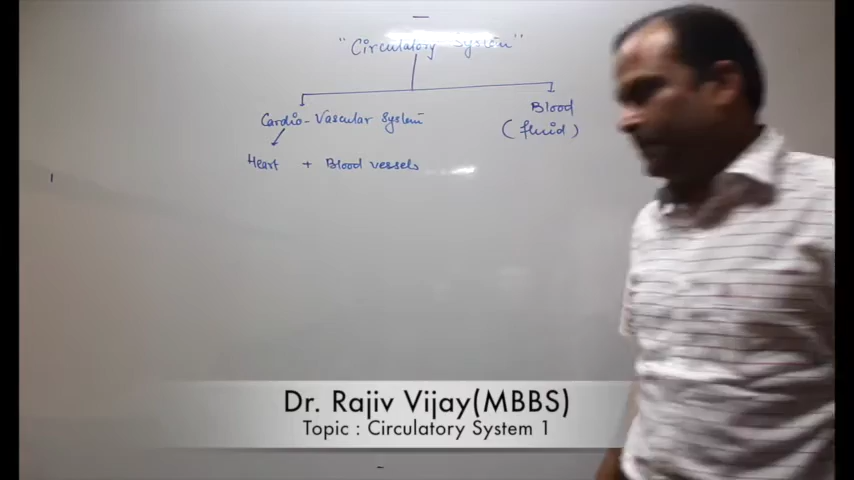 "Circulatory System"
Cardio-Vascular System
Blood
(fluid)
Heart + Blood vessels
Dr. Rajiv Vijay(MBBS)
Topic : Circulatory System 1